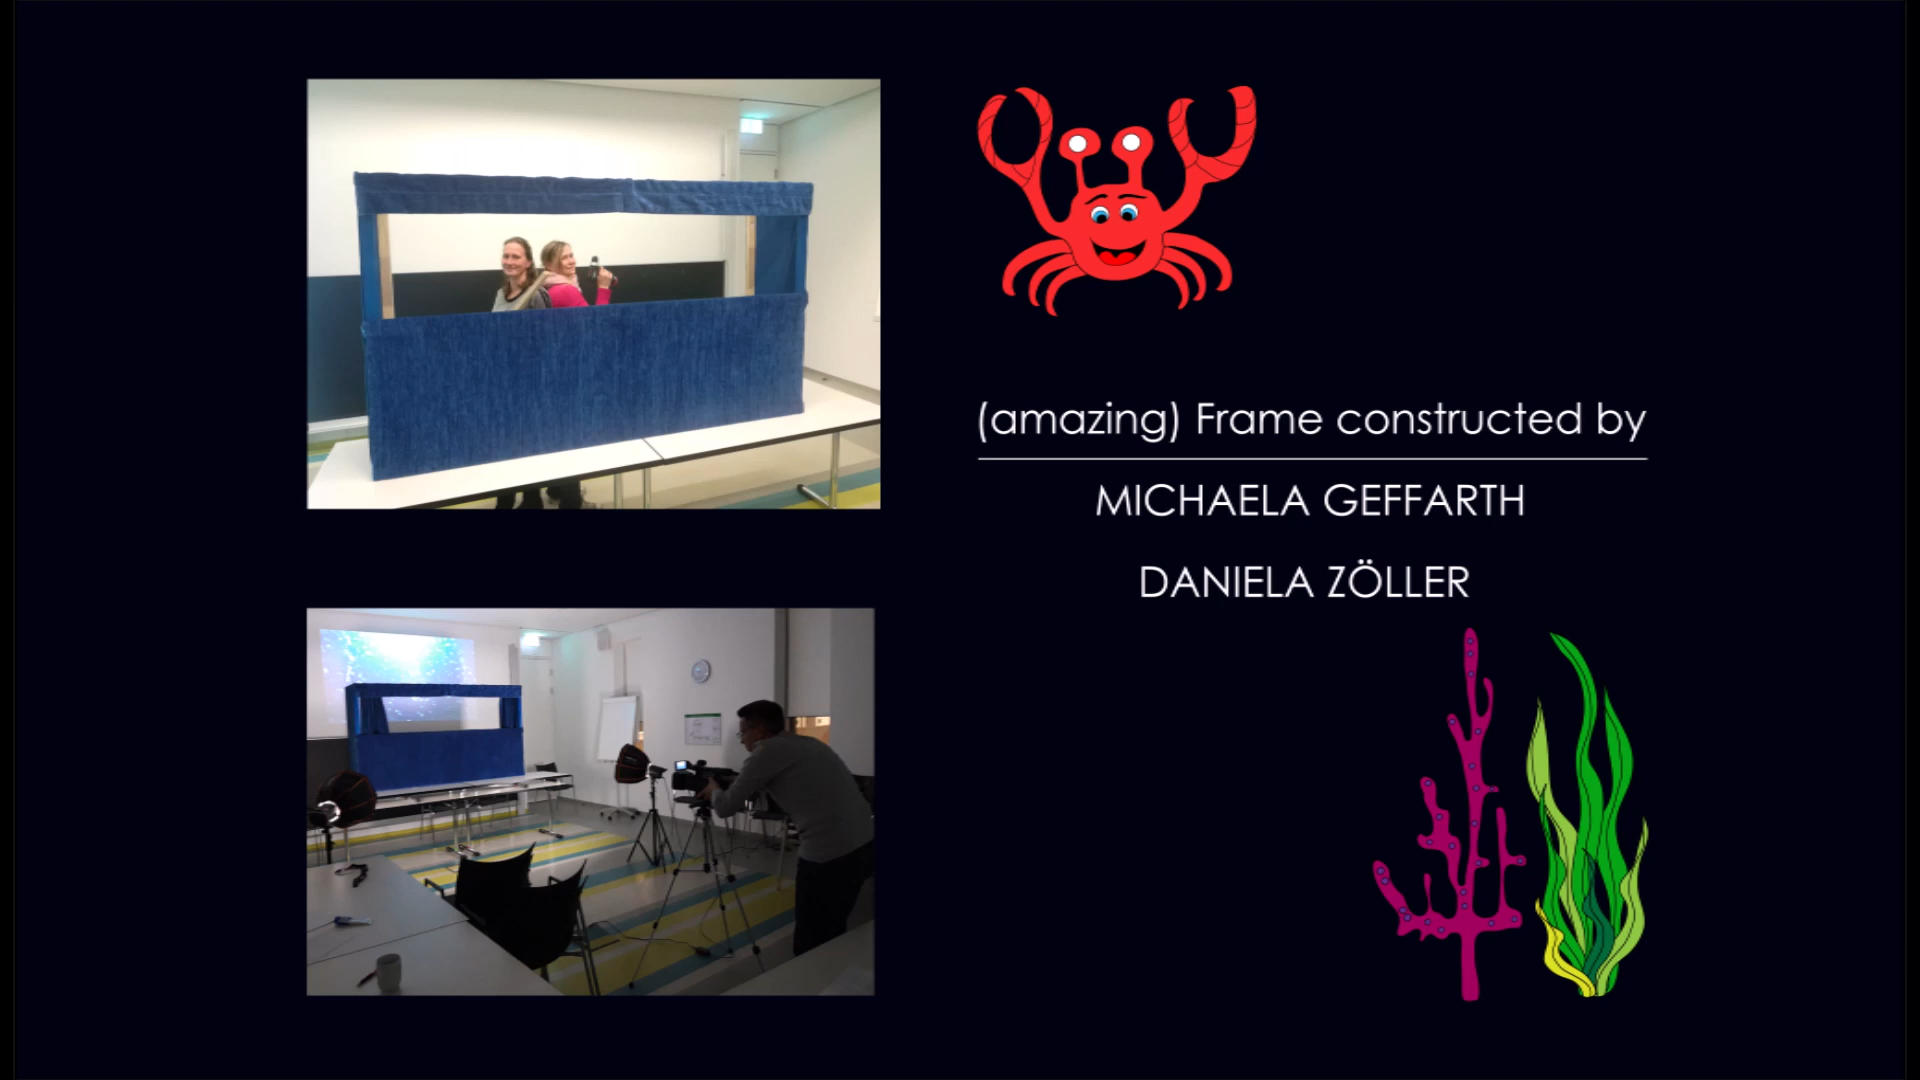 (amazing) Frame constructed by
MICHAELA GEFFARTH
DANIELA ZÖLLER